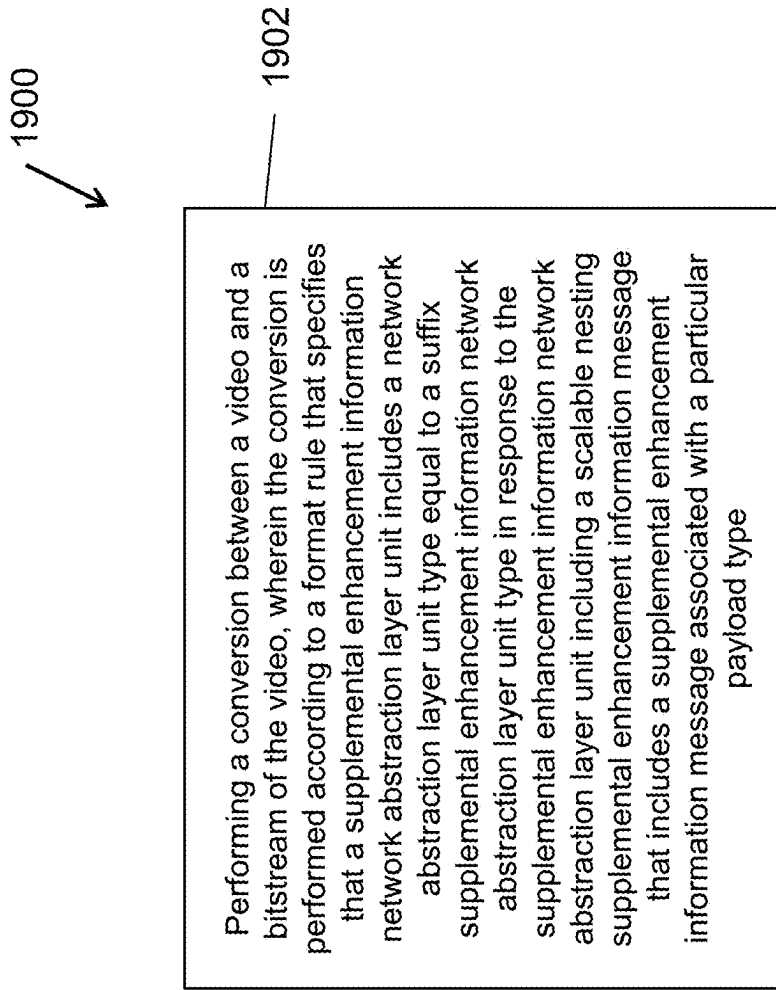 1900
1902
Performing a conversion between a video and a
bitstream of the video, wherein the conversion is
performed according to a format rule that specifies
that a supplemental enhancement information
network abstraction layer unit includes a network
abstraction layer unit type equal to a suffix
supplemental enhancement information network
abstraction layer unit type in response to the
supplemental enhancement information network
abstraction layer unit including a scalable nesting
supplemental enhancement information message
that includes a supplemental enhancement
information message associated with a particular
payload type